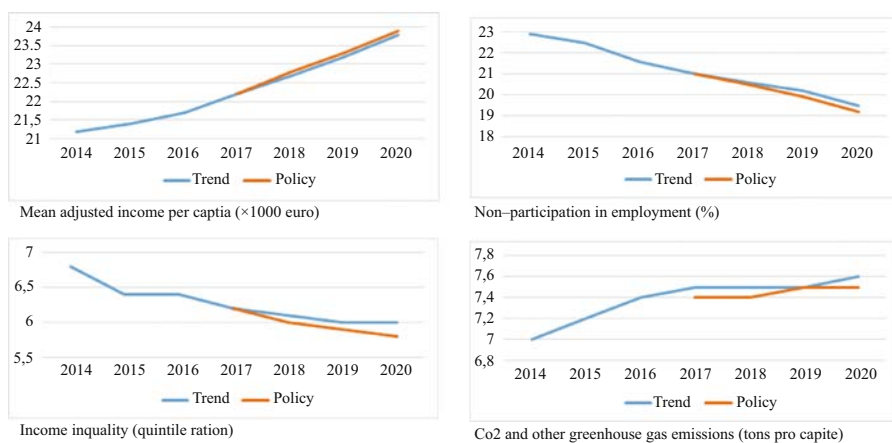 24
23.5
23
22.5
22
21,5
21
2014 2015 2016 2017 2018 2019 2020
Trend Policy
Mean adjusted income per captia (×1000 euro)
23
22
21
20
19
18
2014 2015 2016 2017 2018 2019 2020
Trend Policy
Non–participation in employment (%)
7
6,5
6
5,5
2014 2015 2016 2017 2018 2019 2020
Trend Policy
Income inquality (quintile ration)
7,8
7,6
7,4
7,2
7
6,8
2014 2015 2016 2017 2018 2019 2020
Trend Policy
Co2 and other greenhouse gas emissions (tons pro capite)